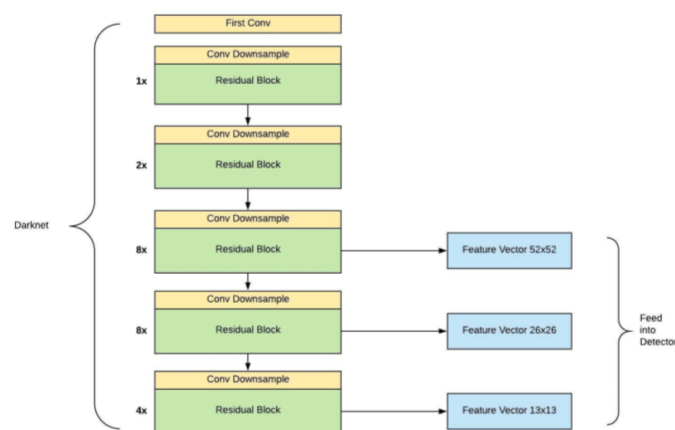 First Conv
Conv Downsample
1x
Residual Block
Conv Downsample
2x
Residual Block
Conv Downsample
Darknet
8x
Residual Block
Feature Vector 52x52
Conv Downsample
8x
Residual Block
Feature Vector 26x26
Feed
into
Detector
Conv Downsample
4x
Residual Block
Feature Vector 13x13